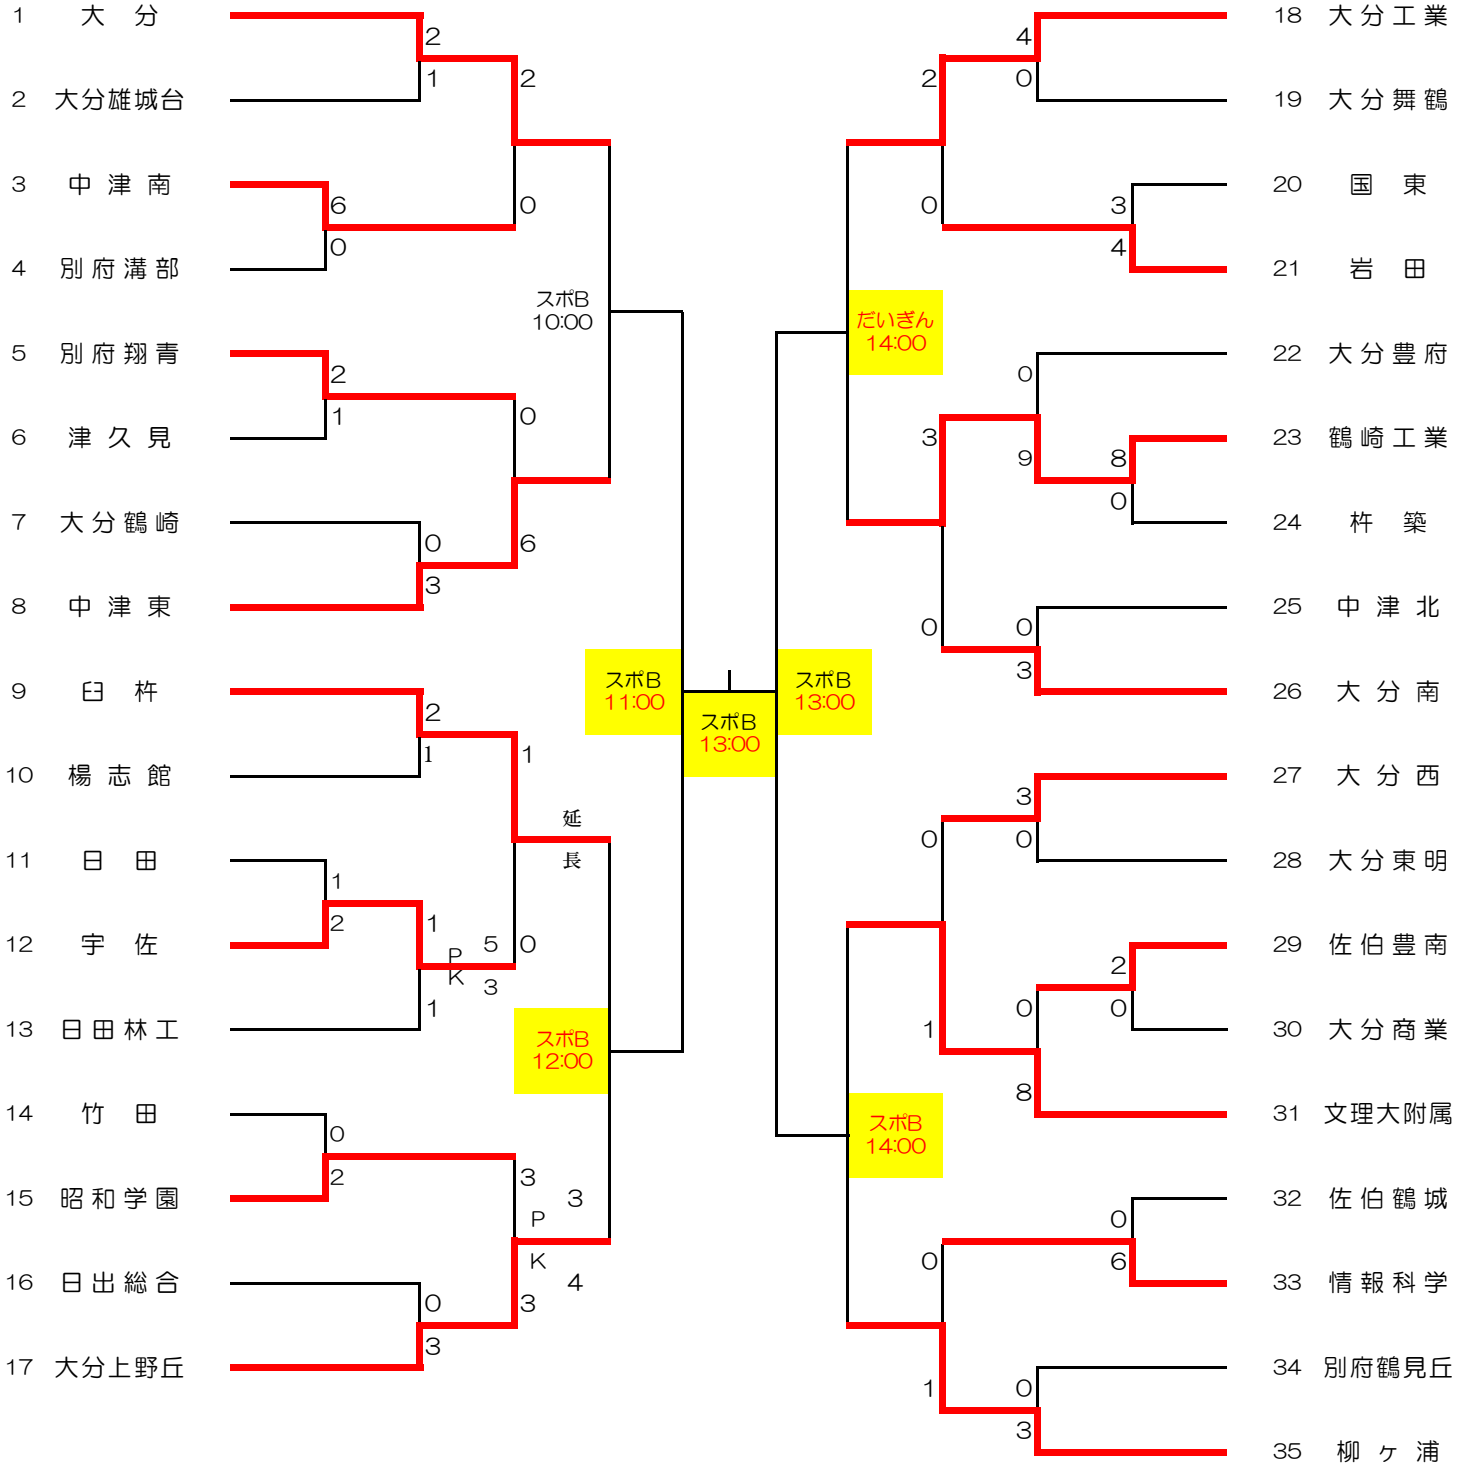 1 大 分
2 大分雄城台
3 中 津 南
4 別 府 溝 部
5 別 府 翔 青
6 津 久 見
7 大 分 鶴 崎
8 中 津 東
9 臼 杵
10 楊 志 館
11 日 田
12 宇 佐
13 日 田 林 工
14 竹 田
15 昭 和 学 園
16 日 出 総 合
17 大分上野丘
2
1
2
6
0
0
2
1
0
0
3
6
2
1
1
1
2
1
1
P
K
5
3
0
延
長
0
2
3
0
3
3
P
K
3
4
スポB
10:00
スポB
11:00
スポB
12:00
スポB
13:00
スポB
13:00
だいぎん
14:00
スポB
14:00
4
0
2
3
4
0
0
8
0
9
3
0
3
0
3
0
0
2
0
0
8
1
0
6
0
0
3
1
18 大 分 工 業
19 大 分 舞 鶴
20 国 東
21 岩 田
22 大 分 豊 府
23 鶴 崎 工 業
24 杵 築
25 中 津 北
26 大 分 南
27 大 分 西
28 大 分 東 明
29 佐 伯 豊 南
30 大 分 商 業
31 文理大附属
32 佐 伯 鶴 城
33 情 報 科 学
34 別府鶴見丘
35 柳 ヶ 浦